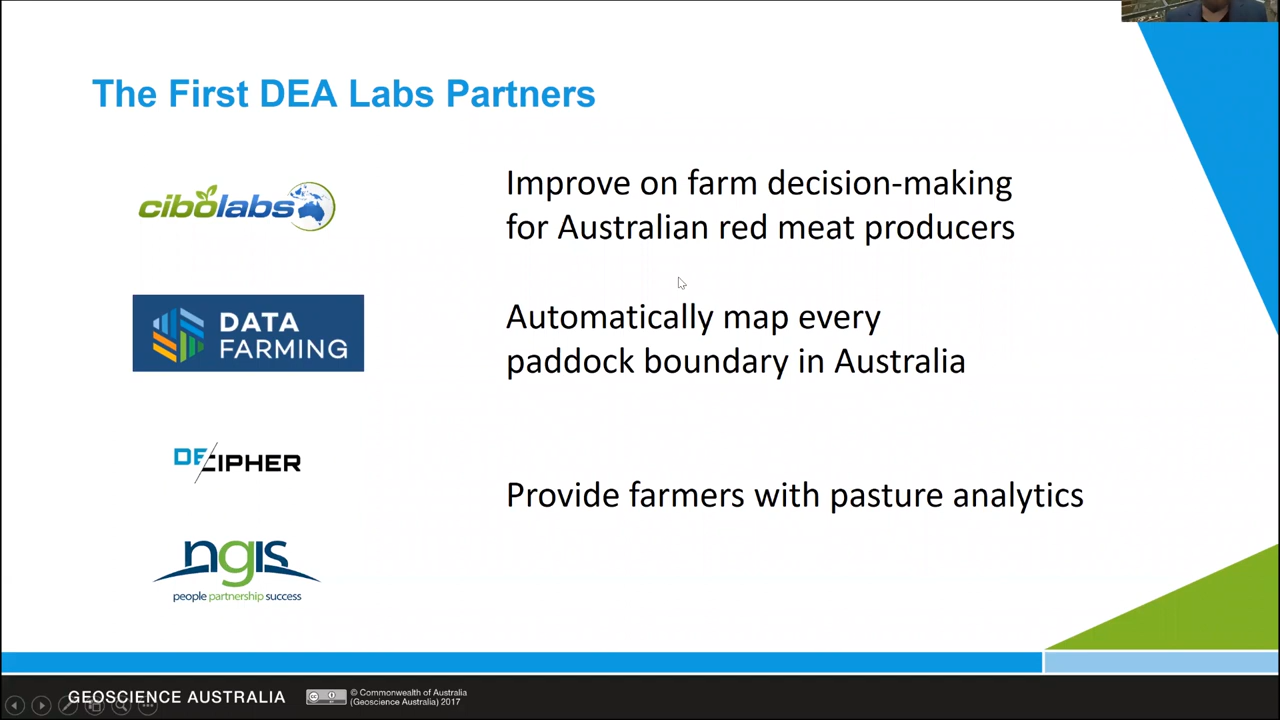 The First DEA Labs Partners
cibolabs
Improve on farm decision-making
for Australian red meat producers
DATA
FARMING
Automatically map every
paddock boundary in Australia
DECIPHER
Provide farmers with pasture analytics
ngis
people partnership success
GEOSCIENCE AUSTRALIA
© Commonwealth of Australia
(Geoscience Australia) 2017